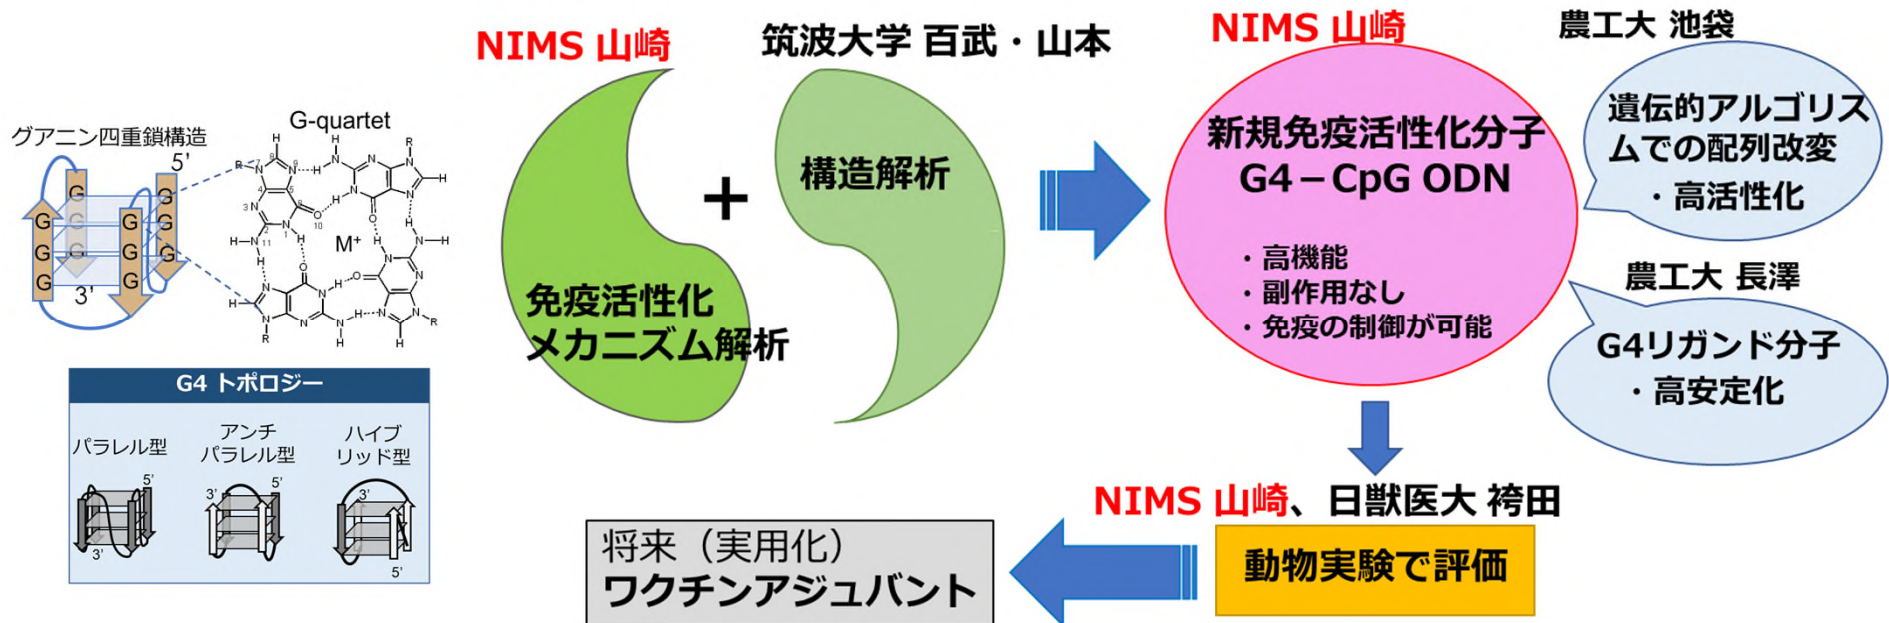 グアニン四重鎖構造
5'
G
G
G
G
G
G
G
G
G
G
G
G
3'
G-quartet
M⁺
G4 トポロジー
パラレル型
5'
3'
アンチ
パラレル型
3'
5'
ハイブ
リッド型
3'
5'
NIMS 山崎
免疫活性化
メカニズム解析
+
筑波大学 百武・山本
構造解析
NIMS 山崎
新規免疫活性化分子
G4－CpG ODN
・高機能
・副作用なし
・免疫の制御が可能
農工大 池袋
遺伝的アルゴリス
ムでの配列改変
・高活性化
農工大 長澤
G4リガンド分子
・高安定化
NIMS 山崎、日獣医大 袴田
動物実験で評価
将来（実用化）
ワクチンアジュバント